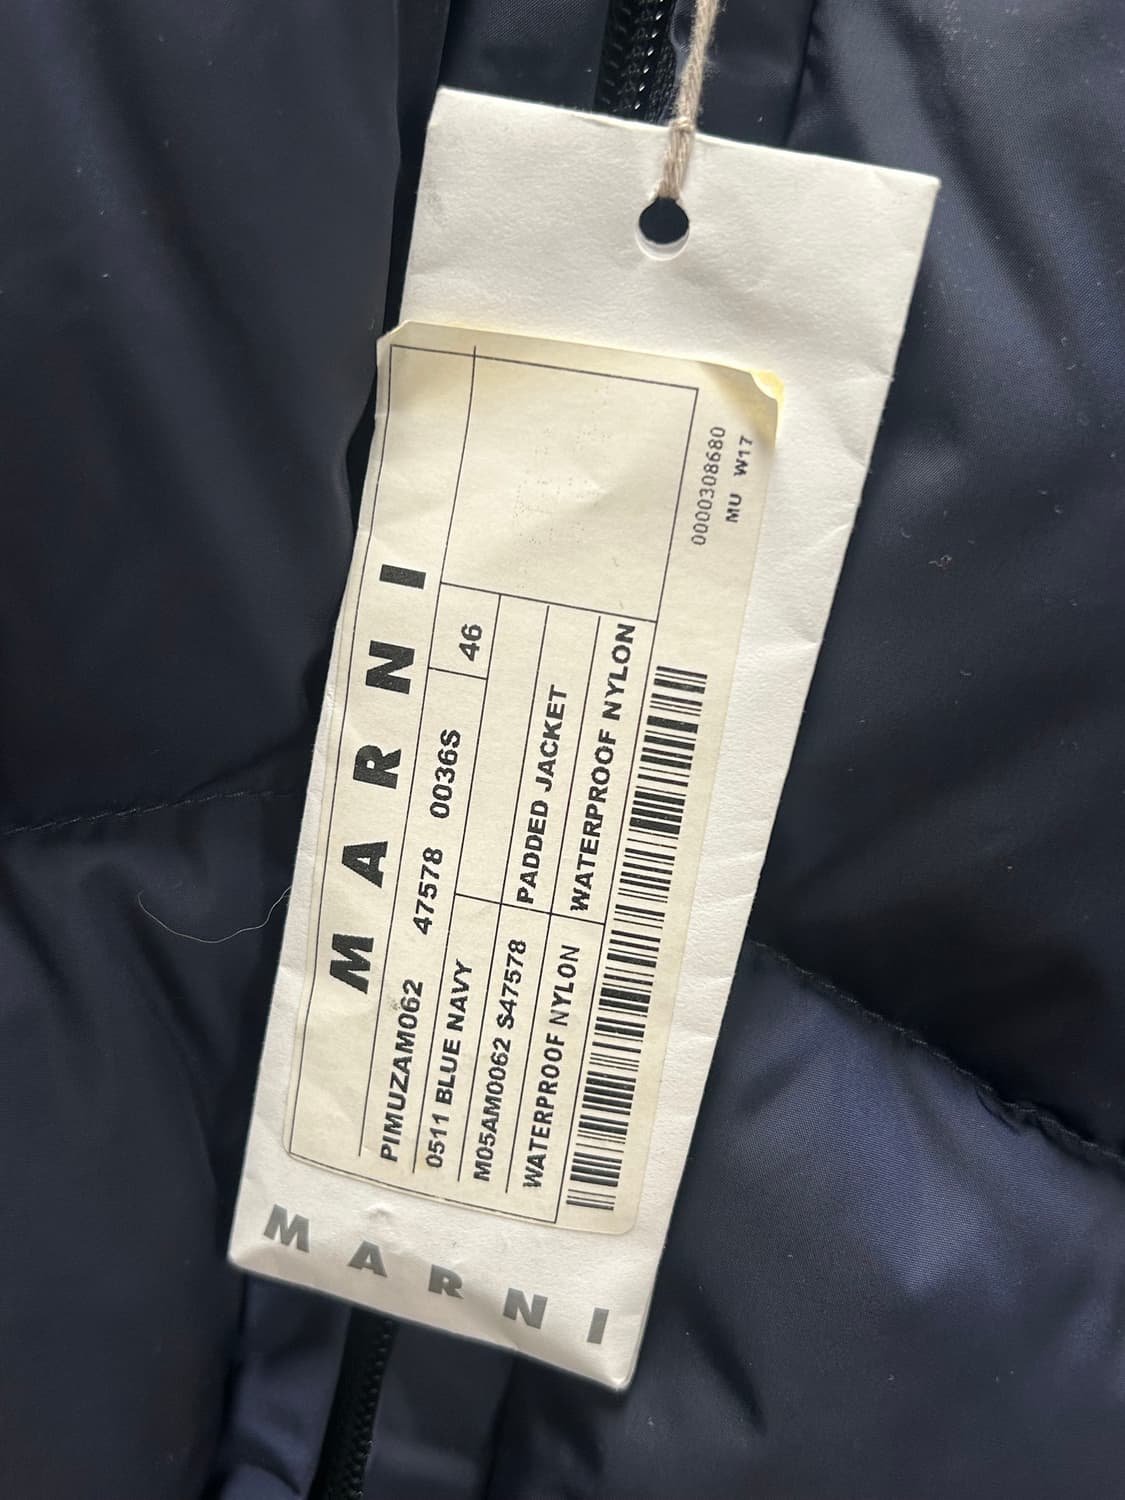 MARNI
PIMUZAM062 47578 0036S
0511 BLUE NAVY 46
M05AM0062 S47578
WATERPROOF NYLON PADDED JACKET
WATERPROOF NYLON
0000308680
MU W17
MARNI